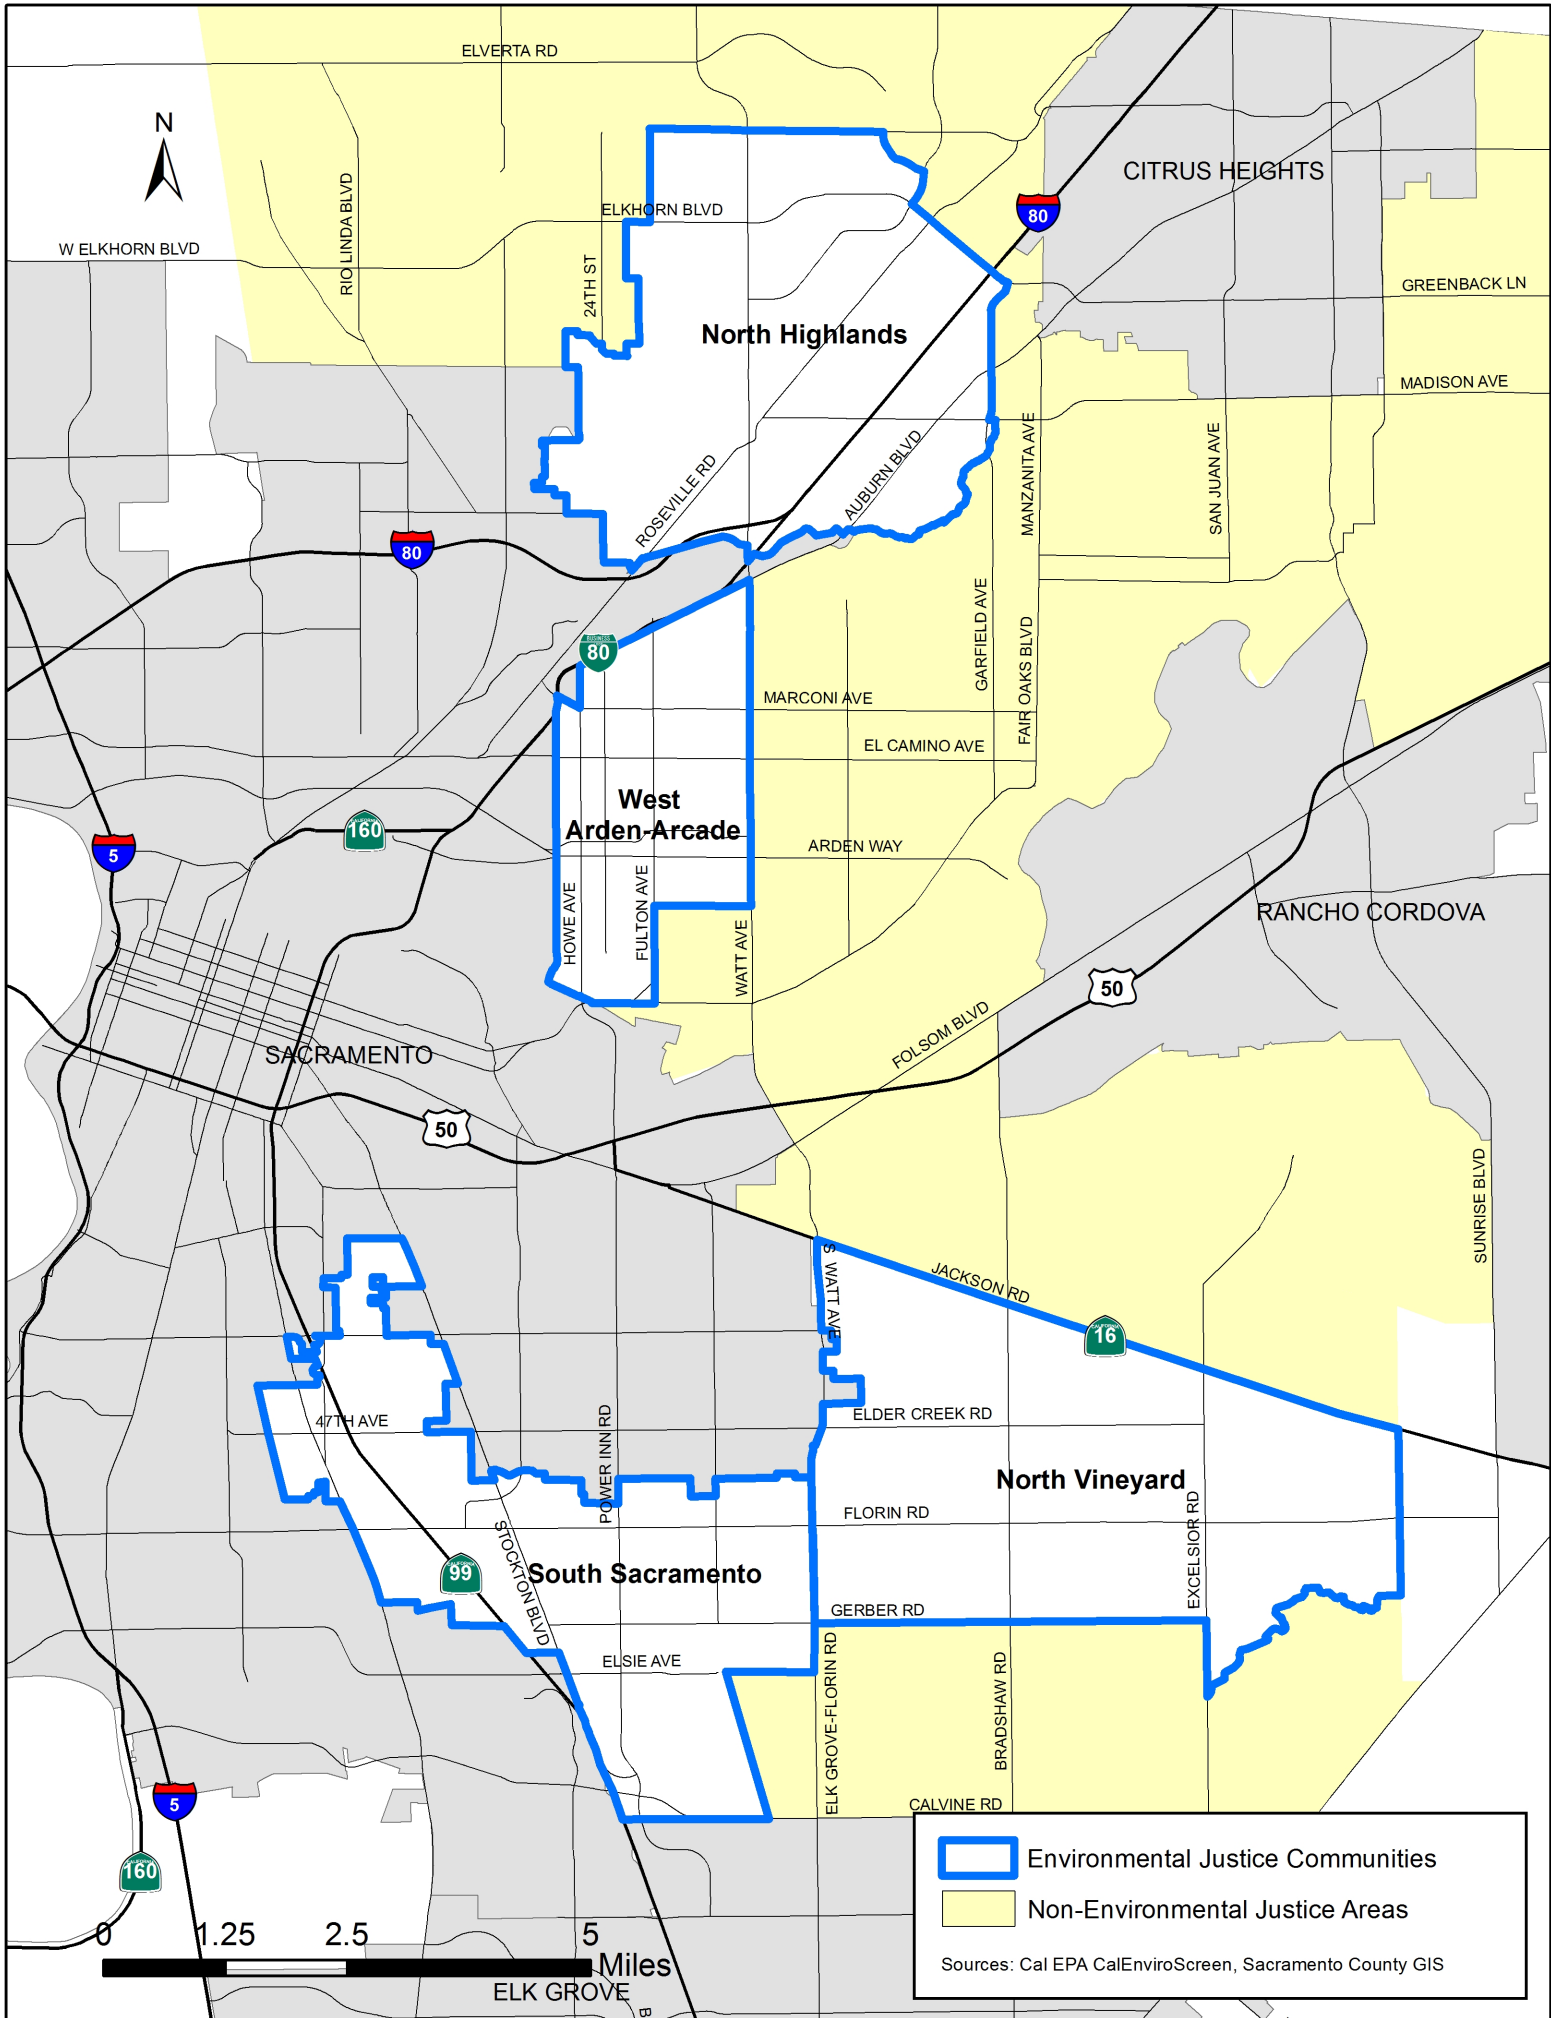 ELVERTA RD
N
CITRUS HEIGHTS
RIO LINDA BLVD
ELKHORN BLVD
80
W ELKHORN BLVD
24TH ST
GREENBACK LN
North Highlands
MADISON AVE
MANZANITA AVE
SAN JUAN AVE
AUBURN BLVD
ROSEVILLE RD
80
GARFIELD AVE
FAIR OAKS BLVD
BUSINESS
80
MARCONI AVE
EL CAMINO AVE
West
Arden-Arcade
CALIFORNIA
160
5
ARDEN WAY
HOWE AVE
FULTON AVE
WATT AVE
RANCHO CORDOVA
50
FOLSOM BLVD
SACRAMENTO
50
SUNRISE BLVD
S WATT AVE
JACKSON RD
CALIFORNIA
16
47TH AVE
POWER INN RD
ELDER CREEK RD
North Vineyard
EXCELSIOR RD
FLORIN RD
STOCKTON BLVD
CALIFORNIA
99
South Sacramento
GERBER RD
ELSIE AVE
ELK GROVE-FLORIN RD
BRADSHAW RD
5
CALVINE RD
CALIFORNIA
160
Environmental Justice Communities
Non-Environmental Justice Areas
Sources: Cal EPA CalEnviroScreen, Sacramento County GIS
0 1.25 2.5 5
Miles
ELK GROVE
B